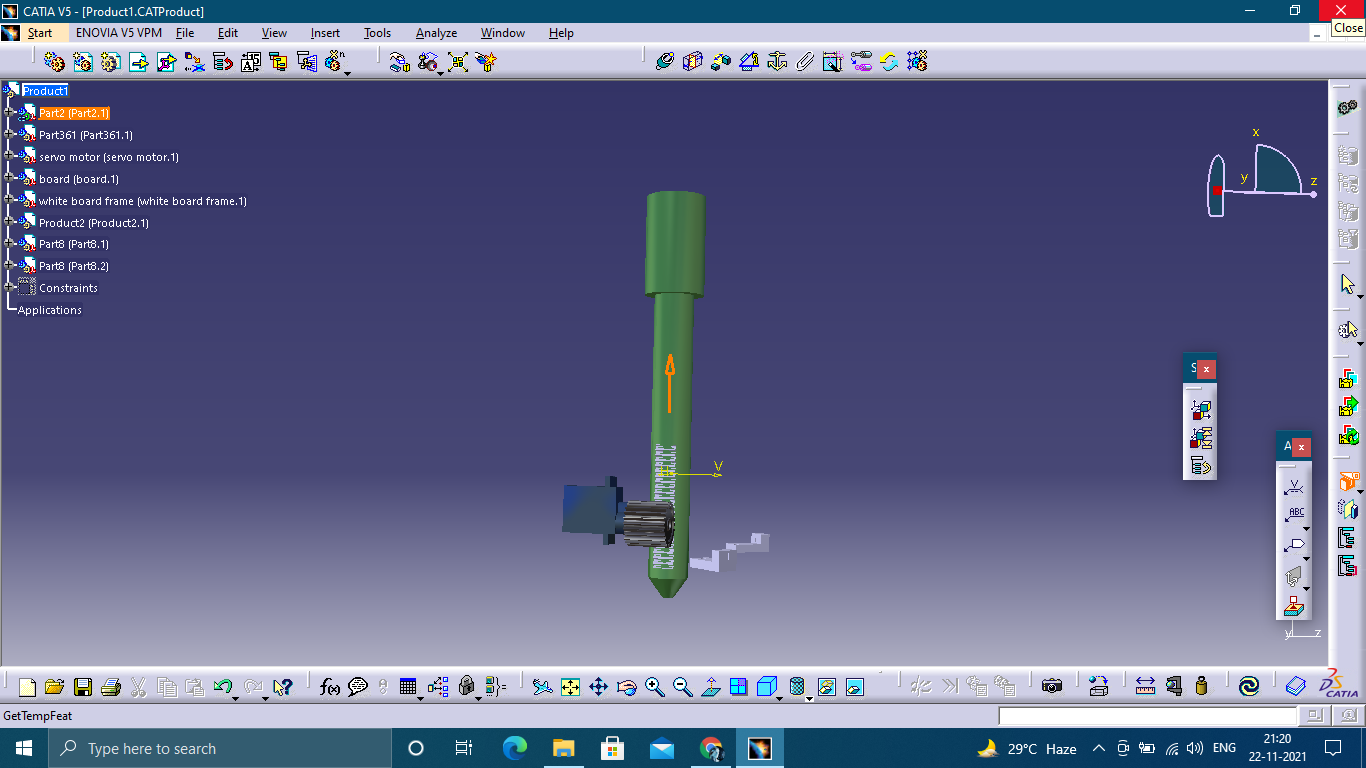 CATIA V5 - [Product1.CATProduct]
Start ENOVIA V5 VPM File Edit View Insert Tools Analyze Window Help
Close
Product1
Part2 (Part2.1)
Part361 (Part361.1)
servo motor (servo motor.1)
board (board.1)
white board frame (white board frame.1)
Product2 (Product2.1)
Part8 (Part8.1)
Part8 (Part8.2)
Constraints
Applications
x
y
z
V
S x
A x
ABC
y z
f(x)
CATIA
GetTempFeat
Type here to search
29°C Haze
ENG
21:20
22-11-2021